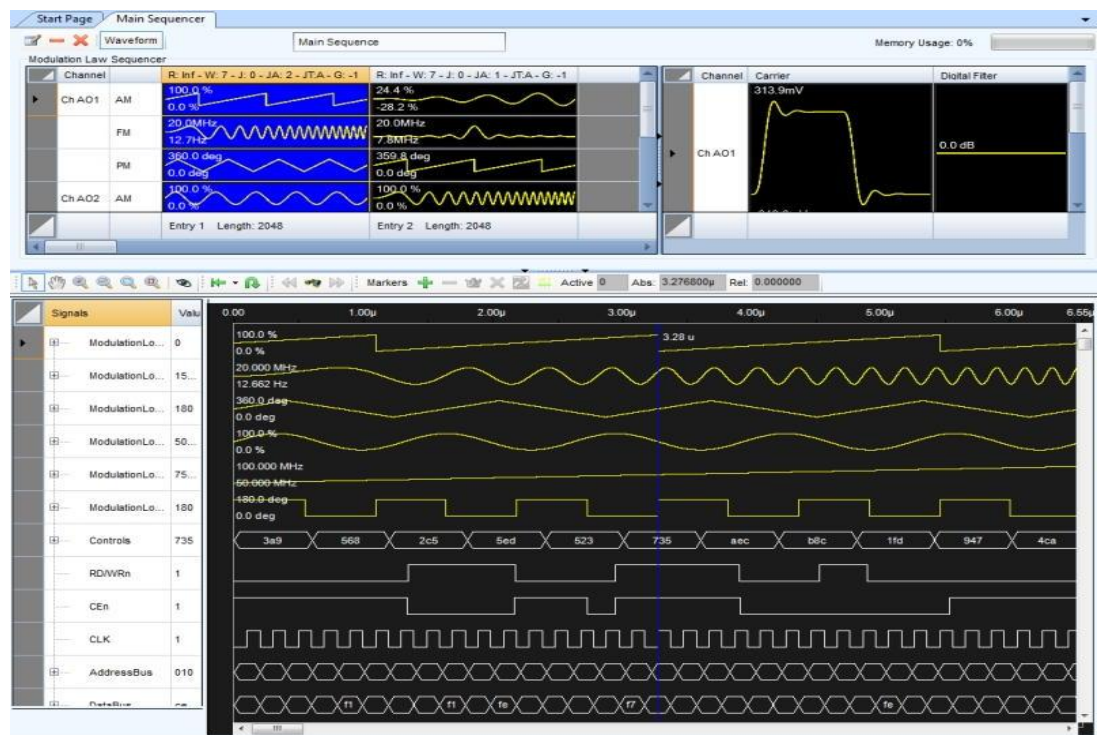 Start Page Main Sequencer
Waveform Main Sequence Memory Usage: 0%
Modulation Law Sequencer
Channel R: Inf - W: 7 - J: 0 - JA: 2 - JT:A - G: -1 R: Inf - W: 7 - J: 0 - JA: 1 - JT:A - G: -1 Channel Carrier Digital Filter
Ch AO1 AM 100.0 % 24.4 % 313.9mV
0.0 % -28.2 %
FM 20.0MHz 20.0MHz
12.7Hz 7.8MHz
Ch AO1 0.0 dB
PM 360.0 deg 359.8 deg
0.0 deg 0.0 deg
Ch AO2 AM 100.0 % 100.0 %
0.0 % 0.0 %
Entry 1 Length: 2048 Entry 2 Length: 2048
Markers Active 0 Abs: 3.276800µ Rel: 0.000000
Signals Valu 0.00 1.00µ 2.00µ 3.00µ 4.00µ 5.00µ 6.00µ 6.55µ
ModulationLo... 0 100.0 % 3.28 u
0.0 %
ModulationLo... 15... 20.000 MHz
12.662 Hz
ModulationLo... 180 360.0 deg
0.0 deg
ModulationLo... 50... 100.0 %
0.0 %
ModulationLo... 75... 100.000 MHz
50.000 MHz
ModulationLo... 180 180.0 deg
0.0 deg
Controls 735 3a9 568 2c5 5ed 523 735 aec b8c 1fd 947 4ca
RD/WRn 1
CEn 1
CLK 1
AddressBus 010
DataBus ce f1 f1 fe f7 fe